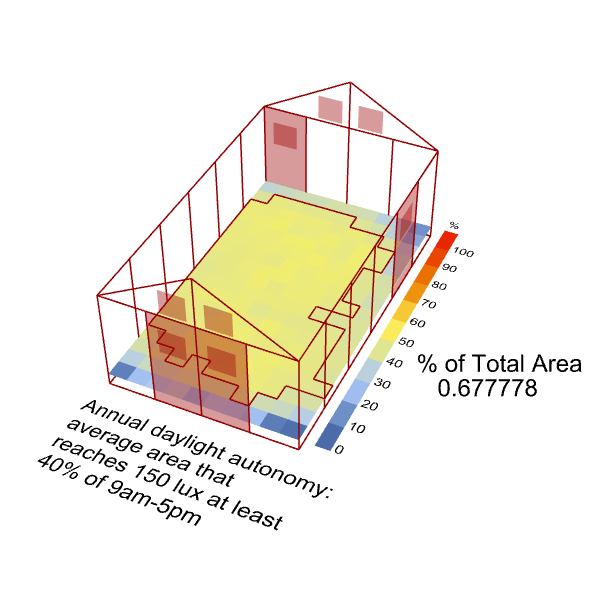 %
100
90
80
70
60
50
40
30
20
10
0
% of Total Area
0.677778
Annual daylight autonomy:
average area that
reaches 150 lux at least
40% of 9am-5pm